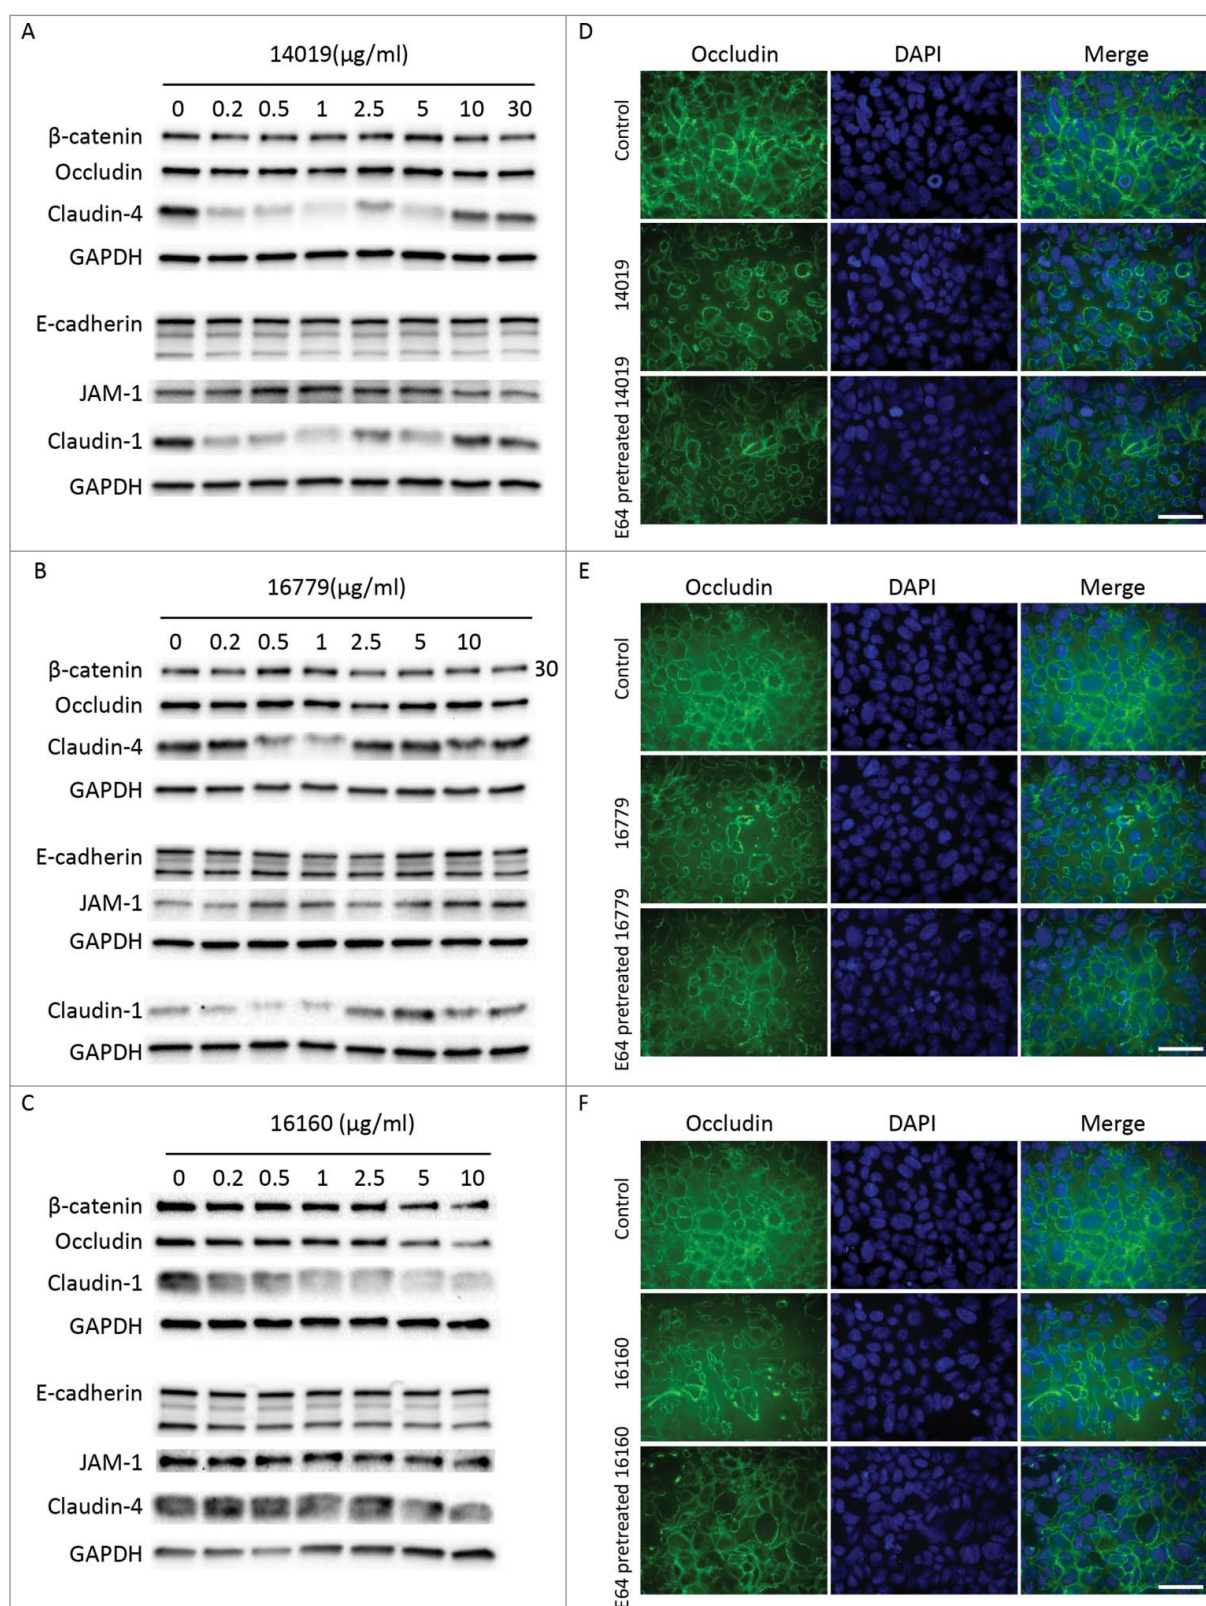 A
14019(µg/ml)
0 0.2 0.5 1 2.5 5 10 30
β-catenin
Occludin
Claudin-4
GAPDH
E-cadherin
JAM-1
Claudin-1
GAPDH
D
Occludin DAPI Merge
Control
14019
E64 pretreated 14019
B
16779(µg/ml)
0 0.2 0.5 1 2.5 5 10
β-catenin 30
Occludin
Claudin-4
GAPDH
E-cadherin
JAM-1
GAPDH
Claudin-1
GAPDH
E
Occludin DAPI Merge
Control
16779
E64 pretreated 16779
C
16160 (µg/ml)
0 0.2 0.5 1 2.5 5 10
β-catenin
Occludin
Claudin-1
GAPDH
E-cadherin
JAM-1
Claudin-4
GAPDH
F
Occludin DAPI Merge
Control
16160
E64 pretreated 16160